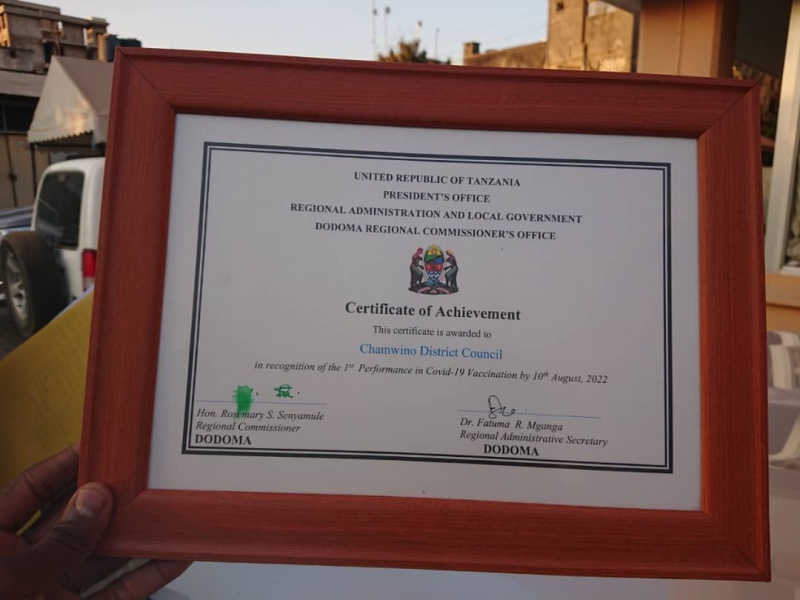 UNITED REPUBLIC OF TANZANIA
PRESIDENT'S OFFICE
REGIONAL ADMINISTRATION AND LOCAL GOVERNMENT
DODOMA REGIONAL COMMISSIONER'S OFFICE
Certificate of Achievement
This certificate is awarded to
Chamwino District Council
in recognition of the 1st Performance in Covid-19 Vaccination by 10th August, 2022
Hon. Rosemary S. Senyamule
Regional Commissioner
DODOMA
Dr. Fatuma R. Mganga
Regional Administrative Secretary
DODOMA